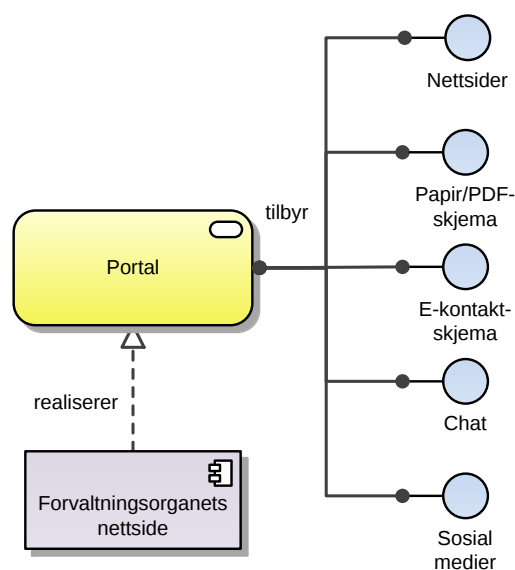 Nettsider
Papir/PDF-
skjema
tilbyr
Portal
E-kontakt-
skjema
realiserer
Chat
Forvaltningsorganets
nettside
Sosial
medier